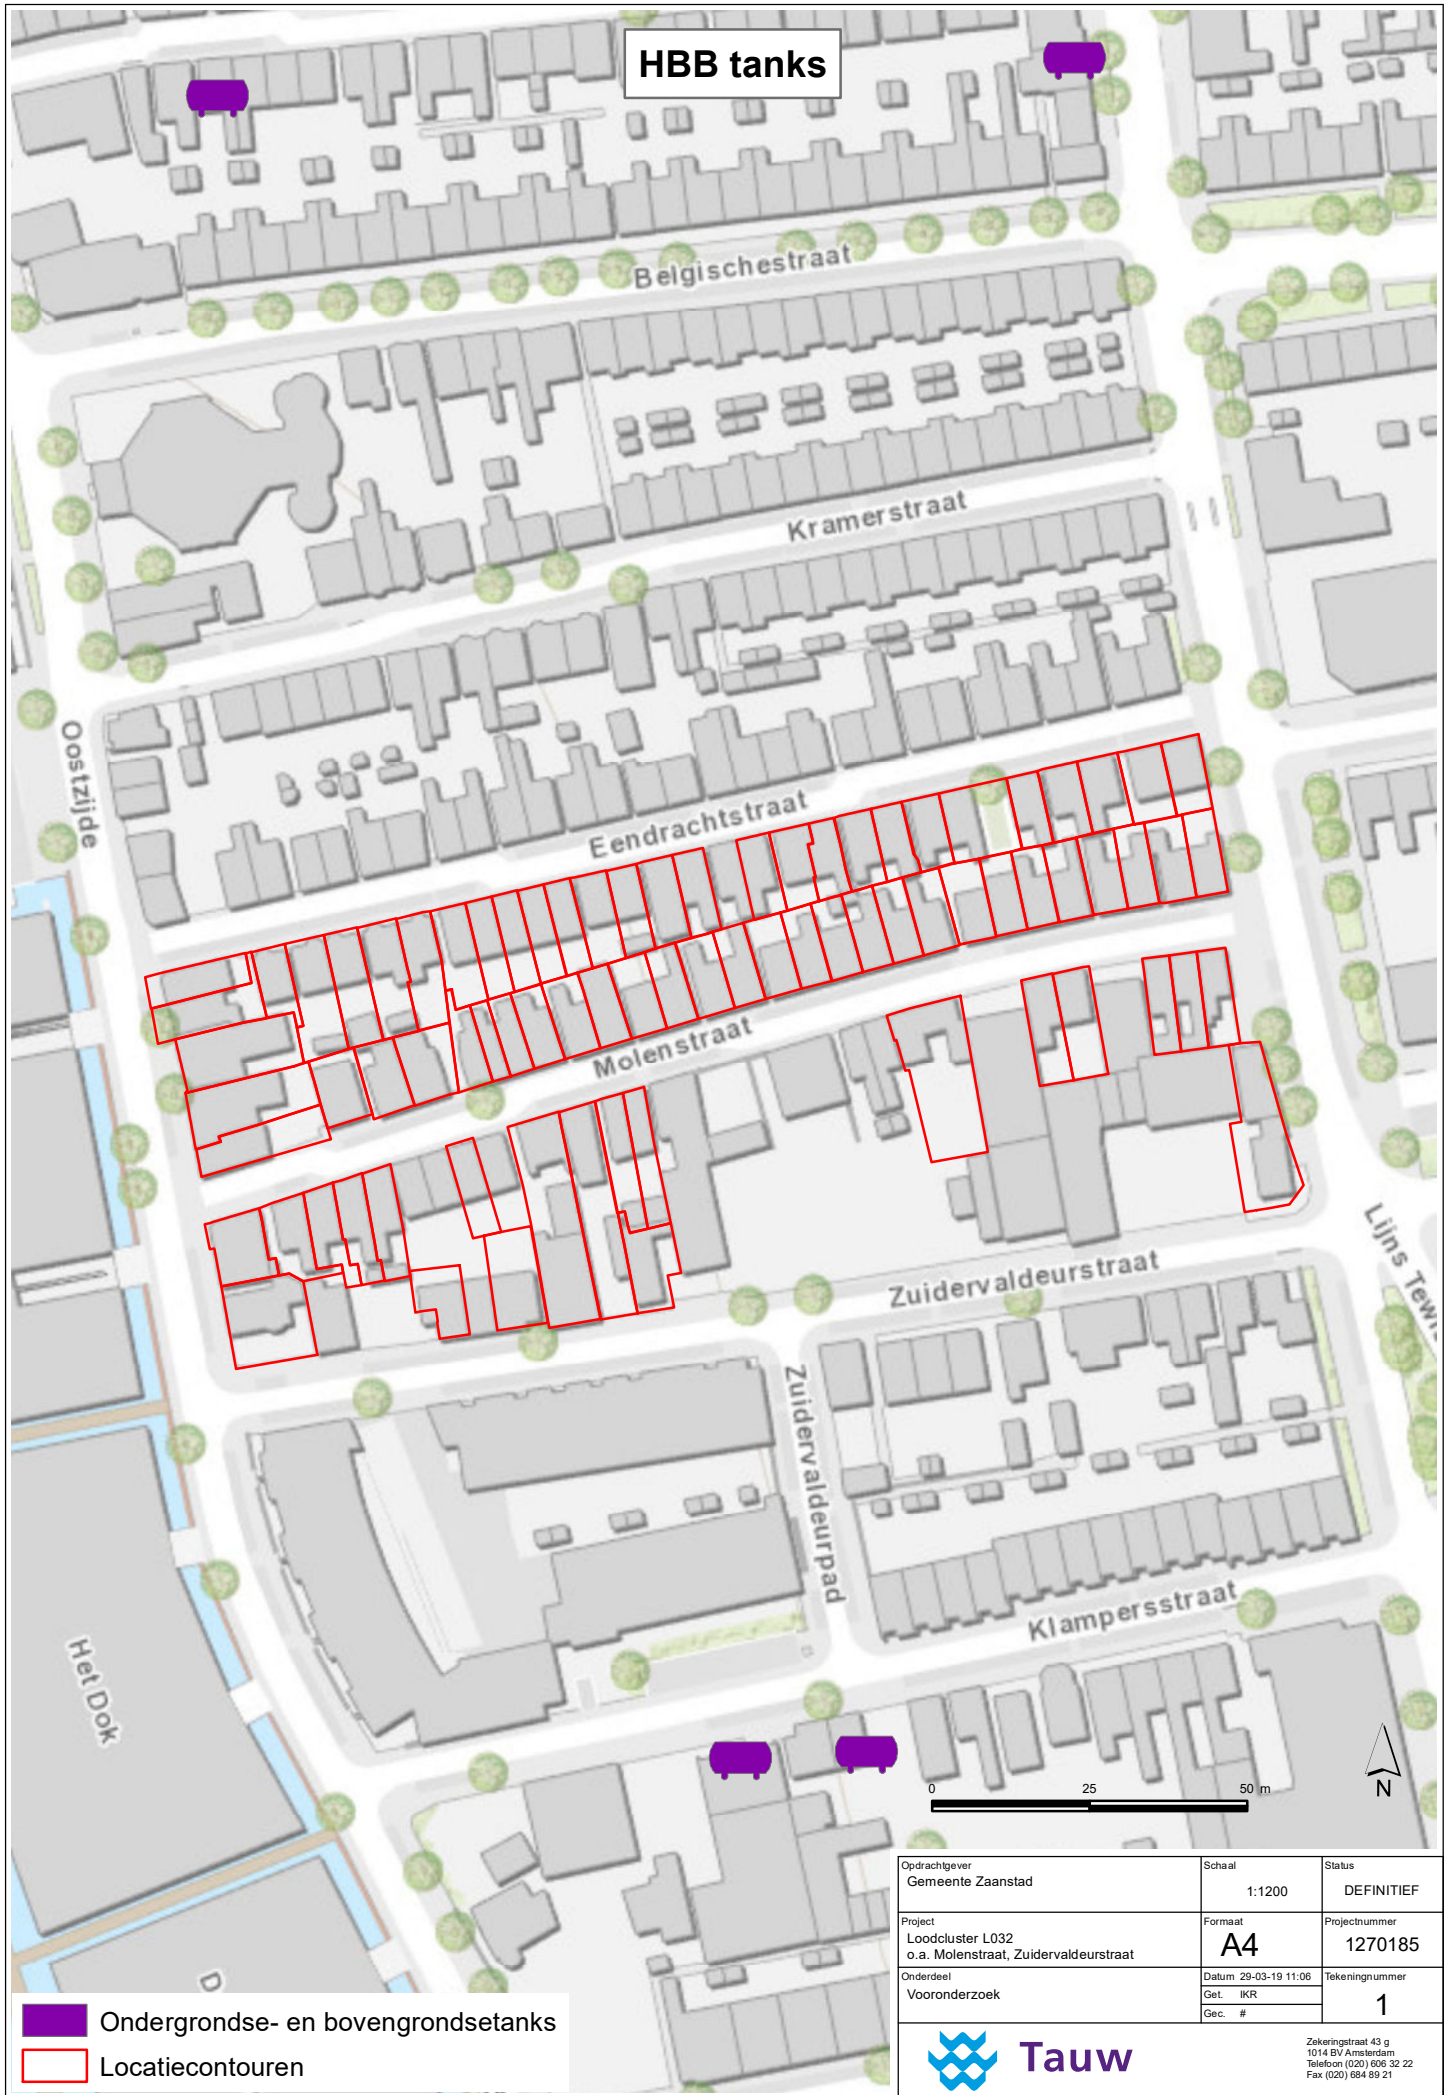 HBB tanks
Belgischestraat
Kramerstraat
Oostzijde
Eendrachtstraat
Molenstraat
Lijns Tewi
Zuidervaldeurstraat
Zuidervaldeurpad
Klampersstraat
Het Dok
D
0 25 50 m
N
Opdrachtgever
Gemeente Zaanstad
Schaal
1:1200
Status
DEFINITIEF
Project
Loodcluster L032
o.a. Molenstraat, Zuidervaldeurstraat
Formaat
A4
Projectnummer
1270185
Onderdeel
Vooronderzoek
Datum 29-03-19 11:06
Get. IKR
Gec. #
Tekeningnummer
1
Ondergrondse- en bovengrondsetanks
Locatiecontouren
Tauw
Zekeringstraat 43 g
1014 BV Amsterdam
Telefoon (020) 606 32 22
Fax (020) 684 89 21